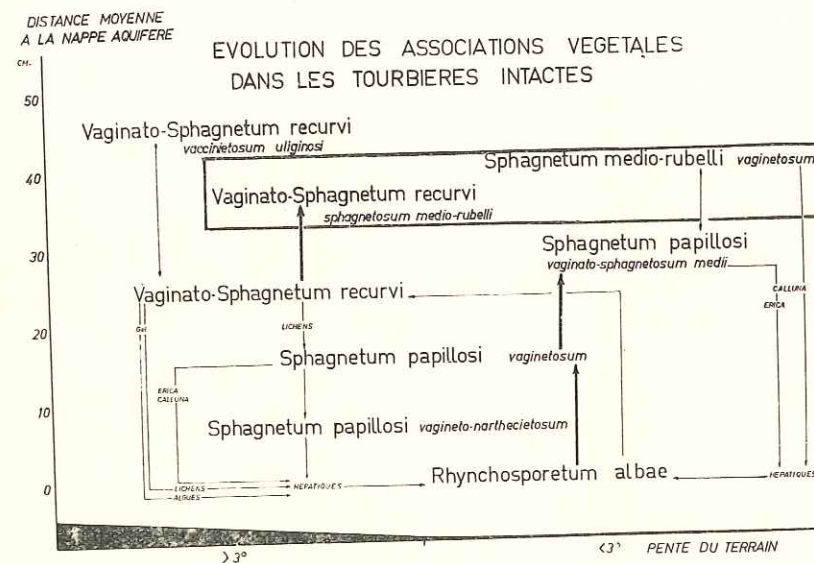 DISTANCE MOYENNE
A LA NAPPE AQUIFERE
CM.
EVOLUTION DES ASSOCIATIONS VEGETALES
DANS LES TOURBIERES INTACTES
50
Vaginato-Sphagnetum recurvi
vaccinietosum uliginosi
Sphagnetum medio-rubelli vaginetosum
40
Vaginato-Sphagnetum recurvi
sphagnetosum medio-rubelli
Sphagnetum papillosi
30
vaginato-sphagnetosum medii
Vaginato-Sphagnetum recurvi
CALLUNA
ERICA
Gel
LICHENS
20
Sphagnetum papillosi vaginetosum
ERICA
CALLUNA
10
Sphagnetum papillosi vagineto-narthecietosum
Rhynchosporetum albae
HEPATIQUES
0
LICHENS
HEPATIQUES
ALGUES
>3°
<3°
PENTE DU TERRAIN